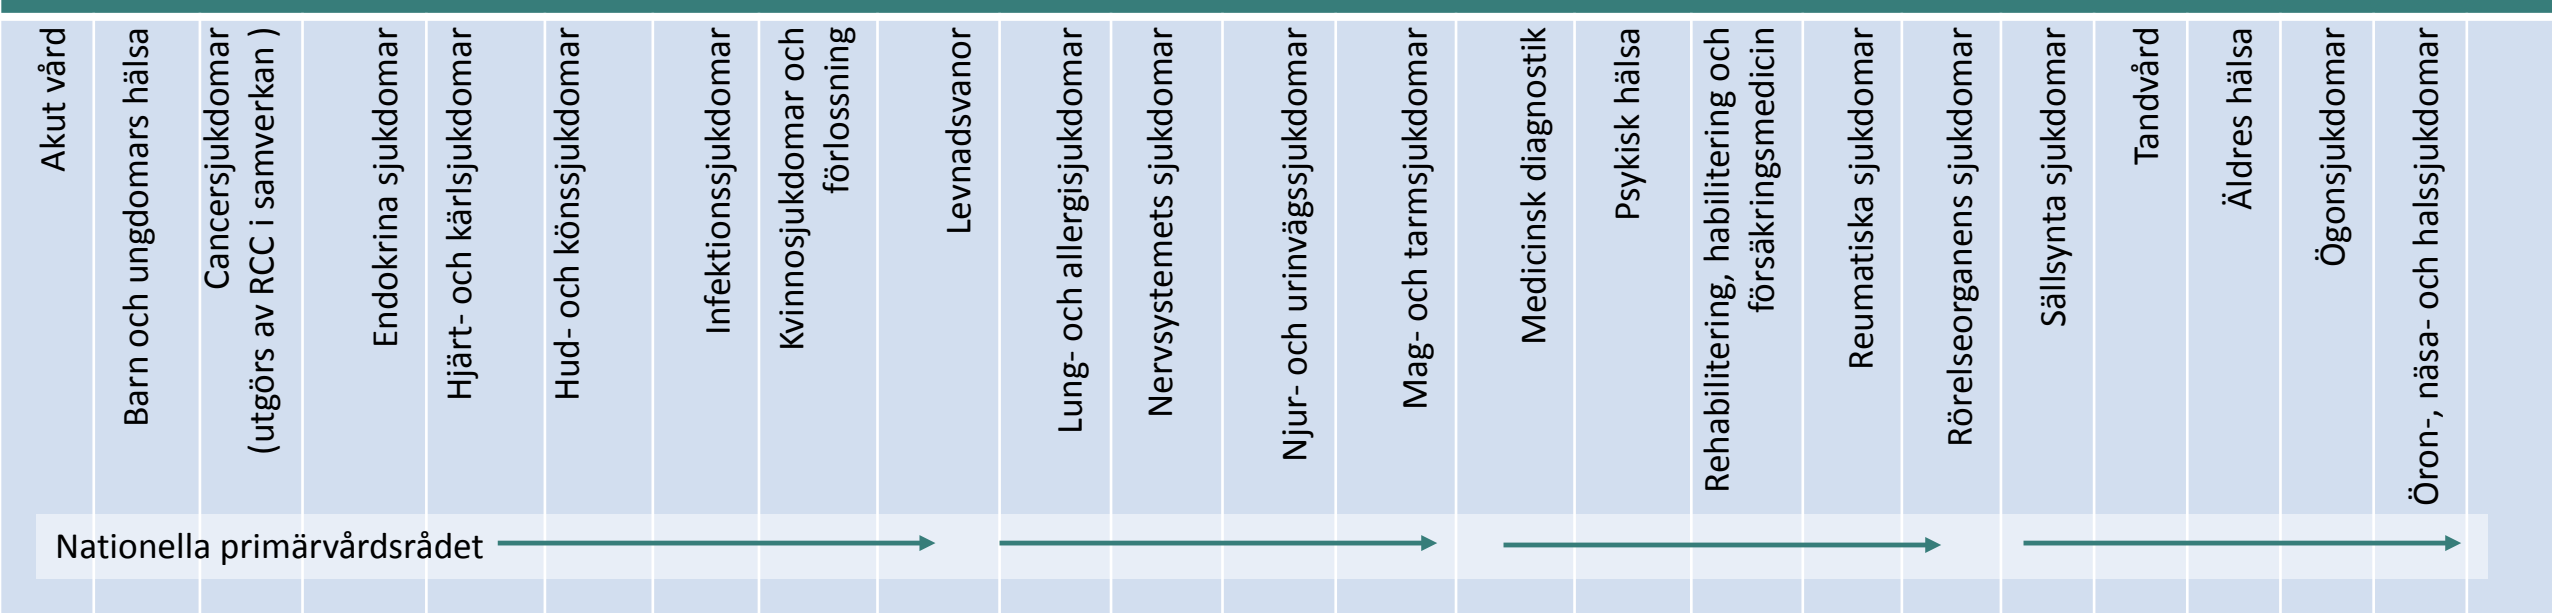 Akut vård
Barn och ungdomars hälsa
Cancersjukdomar
(utgörs av RCC i samverkan )
Endokrina sjukdomar
Hjärt- och kärlsjukdomar
Hud- och könssjukdomar
Infektionssjukdomar
Kvinnosjukdomar och
förlossning
Levnadsvanor
Lung- och allergisjukdomar
Nervsystemets sjukdomar
Njur- och urinvägssjukdomar
Mag- och tarmsjukdomar
Medicinsk diagnostik
Psykisk hälsa
Rehabilitering, habilitering och
försäkringsmedicin
Reumatiska sjukdomar
Rörelseorganens sjukdomar
Sällsynta sjukdomar
Tandvård
Äldres hälsa
Ögonsjukdomar
Öron-, näsa- och halssjukdomar
Nationella primärvårdsrådet